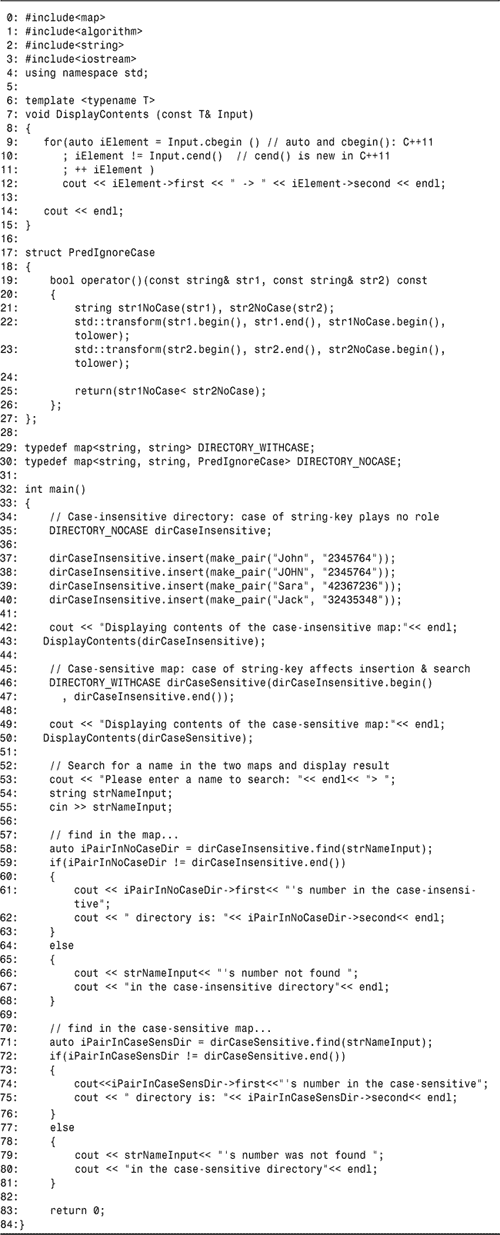 0: #include<map>
1: #include<algorithm>
2: #include<string>
3: #include<iostream>
4: using namespace std;
5:
6: template <typename T>
7: void DisplayContents (const T& Input)
8: {
9:    for(auto iElement = Input.cbegin () // auto and cbegin(): C++11
10:       ; iElement != Input.cend()  // cend() is new in C++11
11:       ; ++ iElement )
12:       cout << iElement->first << " -> " << iElement->second << endl;
13:
14:    cout << endl;
15: }
16:
17: struct PredIgnoreCase
18: {
19:     bool operator()(const string& str1, const string& str2) const
20:     {
21:         string str1NoCase(str1), str2NoCase(str2);
22:         std::transform(str1.begin(), str1.end(), str1NoCase.begin(),
            tolower);
23:         std::transform(str2.begin(), str2.end(), str2NoCase.begin(),
            tolower);
24:
25:         return(str1NoCase< str2NoCase);
26:     };
27: };
28:
29: typedef map<string, string> DIRECTORY_WITHCASE;
30: typedef map<string, string, PredIgnoreCase> DIRECTORY_NOCASE;
31:
32: int main()
33: {
34:     // Case-insensitive directory: case of string-key plays no role
35:     DIRECTORY_NOCASE dirCaseInsensitive;
36:
37:     dirCaseInsensitive.insert(make_pair("John", "2345764"));
38:     dirCaseInsensitive.insert(make_pair("JOHN", "2345764"));
39:     dirCaseInsensitive.insert(make_pair("Sara", "42367236"));
40:     dirCaseInsensitive.insert(make_pair("Jack", "32435348"));
41:
42:     cout << "Displaying contents of the case-insensitive map:"<< endl;
43:    DisplayContents(dirCaseInsensitive);
44:
45:     // Case-sensitive map: case of string-key affects insertion & search
46:     DIRECTORY_WITHCASE dirCaseSensitive(dirCaseInsensitive.begin()
47:       , dirCaseInsensitive.end());
48:
49:     cout << "Displaying contents of the case-sensitive map:"<< endl;
50:    DisplayContents(dirCaseSensitive);
51:
52:     // Search for a name in the two maps and display result
53:     cout << "Please enter a name to search: "<< endl<< "> ";
54:     string strNameInput;
55:     cin >> strNameInput;
56:
57:     // find in the map...
58:     auto iPairInNoCaseDir = dirCaseInsensitive.find(strNameInput);
59:     if(iPairInNoCaseDir != dirCaseInsensitive.end())
60:     {
61:         cout << iPairInNoCaseDir->first<< "'s number in the case-insensi-
            tive";
62:         cout << " directory is: "<< iPairInNoCaseDir->second<< endl;
63:     }
64:     else
65:     {
66:         cout << strNameInput<< "'s number not found ";
67:         cout << "in the case-insensitive directory"<< endl;
68:     }
69:
70:     // find in the case-sensitive map...
71:     auto iPairInCaseSensDir = dirCaseSensitive.find(strNameInput);
72:     if(iPairInCaseSensDir != dirCaseSensitive.end())
73:     {
74:         cout<<iPairInCaseSensDir->first<<"'s number in the case-sensitive";
75:         cout << " directory is: "<< iPairInCaseSensDir->second<< endl;
76:     }
77:     else
78:     {
79:         cout << strNameInput<< "'s number was not found ";
80:         cout << "in the case-sensitive directory"<< endl;
81:     }
82:
83:     return 0;
84:}